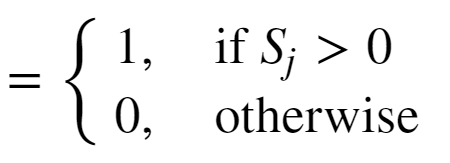 = { 1, if S_j > 0
0, otherwise